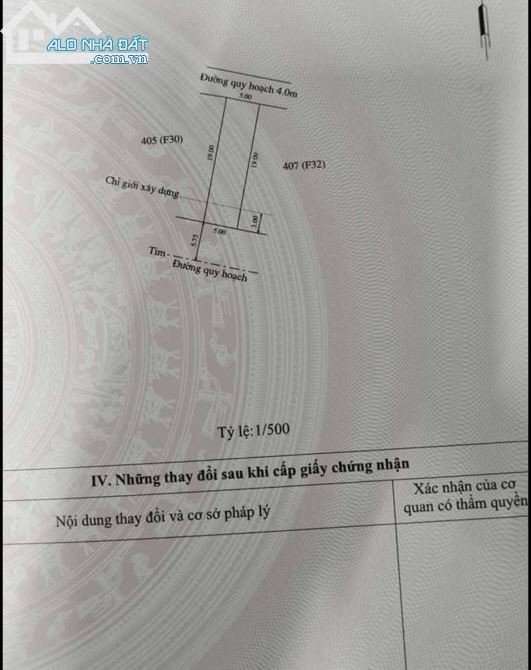 ALO NHÀ ĐẤT
.com.vn
Đường quy hoạch 4.0m
5.00
405 (F30)
19.00
19.00
407 (F32)
Chỉ giới xây dựng
3.00
5.00
5.75
Tim
Đường quy hoạch
Tỷ lệ:1/500
IV. Những thay đổi sau khi cấp giấy chứng nhận
Nội dung thay đổi và cơ sở pháp lý
Xác nhận của cơ
quan có thẩm quyền